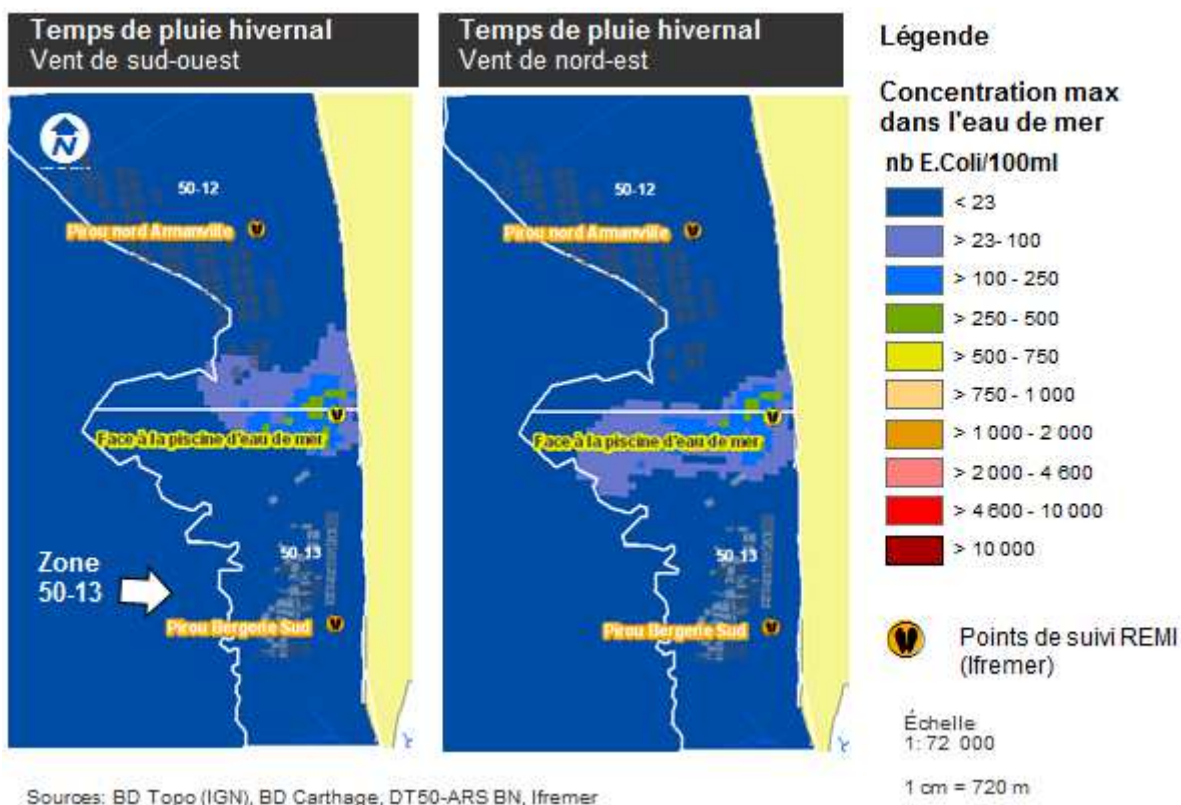 Temps de pluie hivernal
Vent de sud-ouest
N
50-12
Pirou nord Armanville
Face à la piscine d'eau de mer
50-13
Zone
50-13
Pirou Bergerie Sud
Temps de pluie hivernal
Vent de nord-est
50-12
Pirou nord Armanville
Face à la piscine d'eau de mer
50-13
Pirou Bergerie Sud
Légende
Concentration max
dans l'eau de mer
nb E.Coli/100ml
< 23
> 23- 100
> 100 - 250
> 250 - 500
> 500 - 750
> 750 - 1 000
> 1 000 - 2 000
> 2 000 - 4 600
> 4 600 - 10 000
> 10 000
Points de suivi REMI
(Ifremer)
Échelle
1: 72 000
1 cm = 720 m
Sources: BD Topo (IGN), BD Carthage, DT50-ARS BN, Ifremer